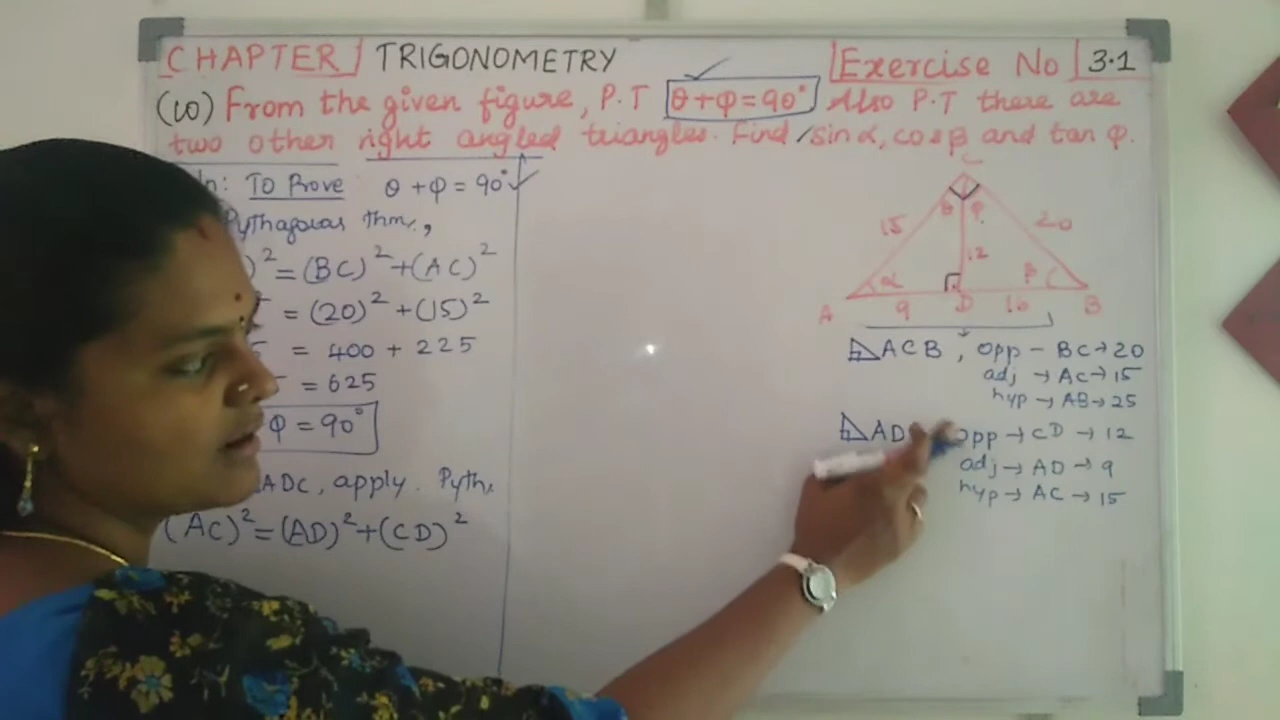 CHAPTER TRIGONOMETRY
Exercise No 3.1
(10) From the given figure, P.T θ+φ=90° Also P.T there are
two other right angled triangles. Find sin α, cos β and tan φ.
To Prove θ+φ=90°
Pythagoras thm,
)² = (BC)² + (AC)²
= (20)² + (15)²
= 400 + 225
= 625
φ = 90°
ADC, apply. Pyth.
(AC)² = (AD)² + (CD)²
C
θ φ
15
20
12
α
β
A 9 D 16 B
ACB, opp - BC → 20
adj → AC → 15
hyp → AB → 25
AD opp → CD → 12
adj → AD → 9
hyp → AC → 15